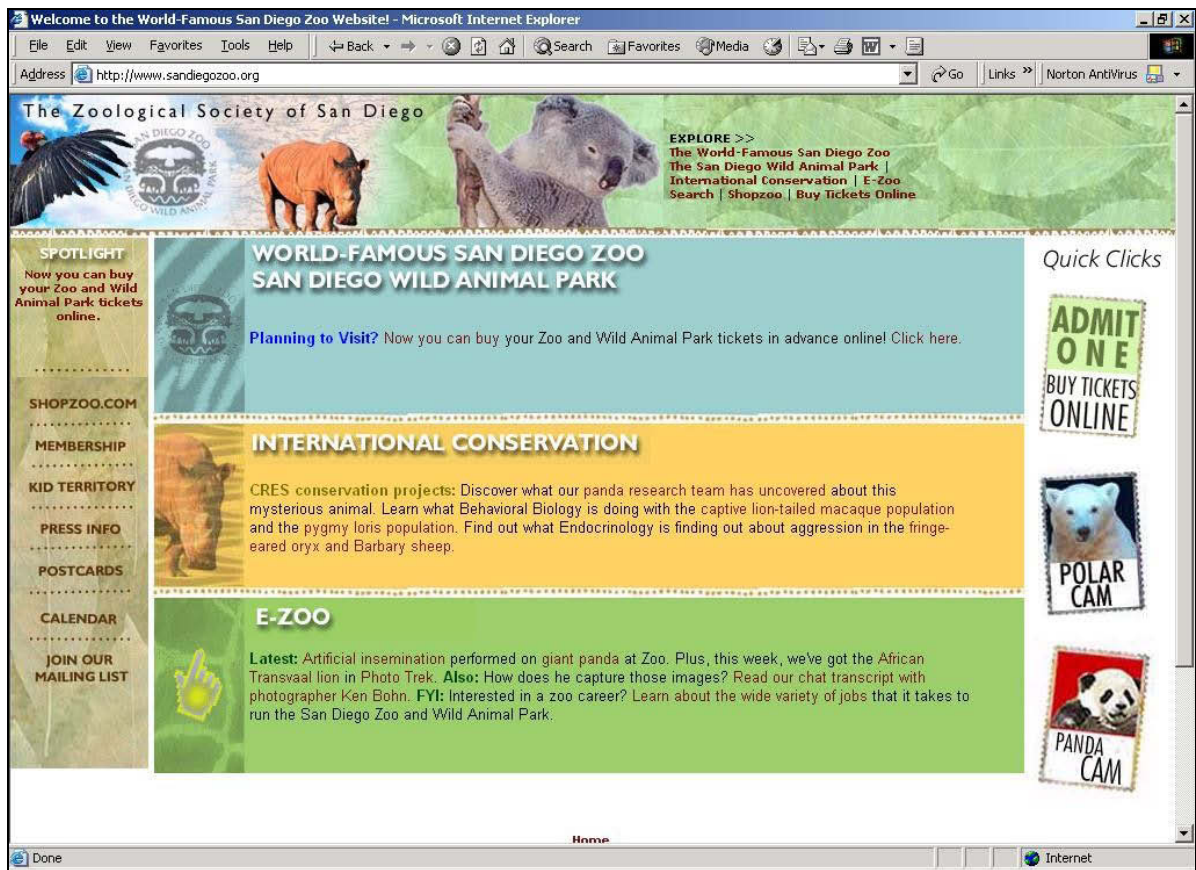 Welcome to the World-Famous San Diego Zoo Website! - Microsoft Internet Explorer
File Edit View Favorites Tools Help Back Search Favorites Media
Address http://www.sandiegozoo.org Go Links » Norton AntiVirus
The Zoological Society of San Diego
SAN DIEGO ZOO
SAN DIEGO WILD ANIMAL PARK
EXPLORE >>
The World-Famous San Diego Zoo
The San Diego Wild Animal Park |
International Conservation | E-Zoo
Search | Shopzoo | Buy Tickets Online
SPOTLIGHT
Now you can buy
your Zoo and Wild
Animal Park tickets
online.
SHOPZOO.COM
MEMBERSHIP
KID TERRITORY
PRESS INFO
POSTCARDS
CALENDAR
JOIN OUR
MAILING LIST
WORLD-FAMOUS SAN DIEGO ZOO
SAN DIEGO WILD ANIMAL PARK
Planning to Visit? Now you can buy your Zoo and Wild Animal Park tickets in advance online! Click here.
INTERNATIONAL CONSERVATION
CRES conservation projects: Discover what our panda research team has uncovered about this
mysterious animal. Learn what Behavioral Biology is doing with the captive lion-tailed macaque population
and the pygmy loris population. Find out what Endocrinology is finding out about aggression in the fringe-
eared oryx and Barbary sheep.
E-ZOO
Latest: Artificial insemination performed on giant panda at Zoo. Plus, this week, we've got the African
Transvaal lion in Photo Trek. Also: How does he capture those images? Read our chat transcript with
photographer Ken Bohn. FYI: Interested in a zoo career? Learn about the wide variety of jobs that it takes to
run the San Diego Zoo and Wild Animal Park.
Quick Clicks
ADMIT
ONE
BUY TICKETS
ONLINE
POLAR
CAM
PANDA
CAM
Home
Done Internet